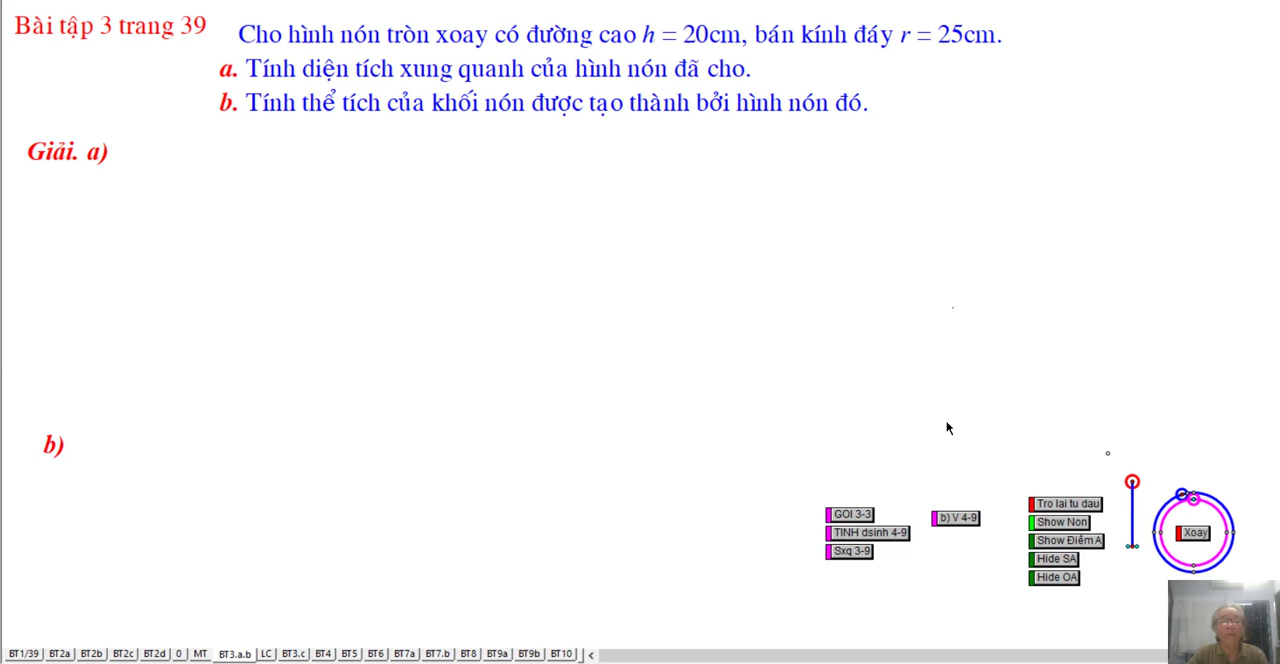 Bài tập 3 trang 39
Cho hình nón tròn xoay có đường cao h = 20cm, bán kính đáy r = 25cm.
a. Tính diện tích xung quanh của hình nón đã cho.
b. Tính thể tích của khối nón được tạo thành bởi hình nón đó.
Giải. a)
b)
GOI 3-3
TINH dsinh 4-9
Sxq 3-9
b) V 4-9
Tro lai tu dau
Show Non
Show Điểm A
Hide SA
Hide OA
Xoay
BT1/39 BT2a BT2b BT2c BT2d 0 MT BT3.a.b LC BT3.c BT4 BT5 BT6 BT7a BT7.b BT8 BT9a BT9b BT10